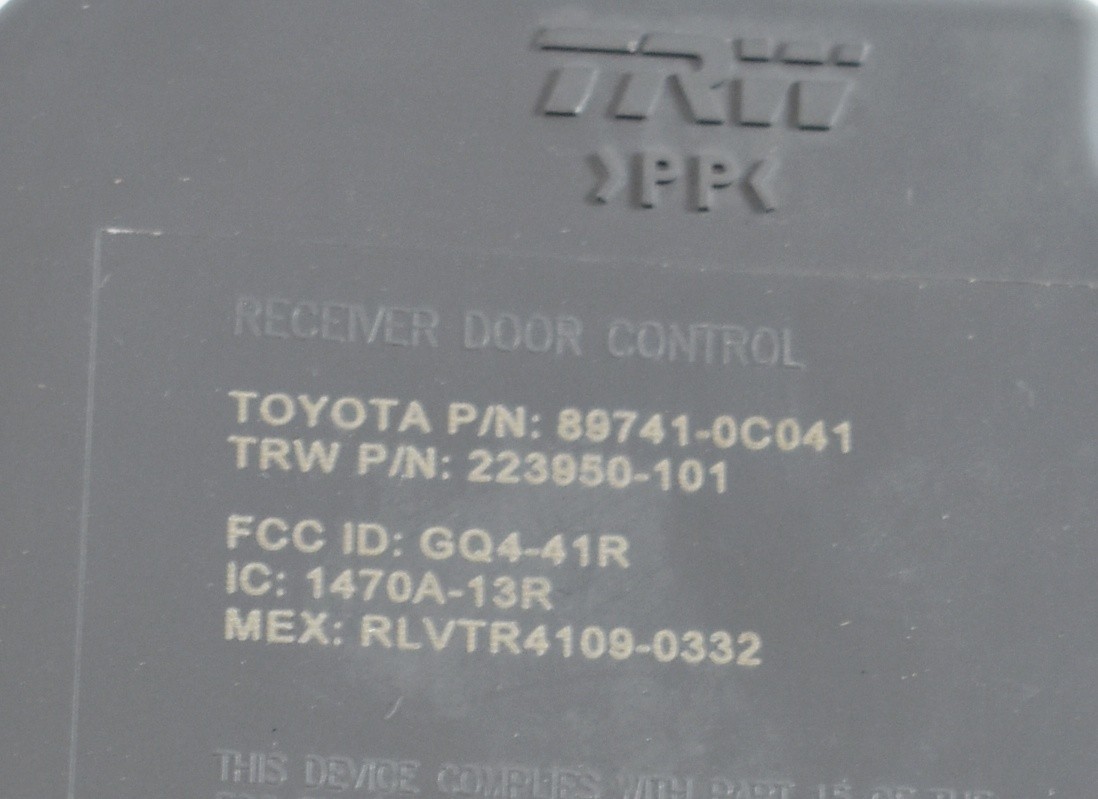 TRW
>PP<
RECEIVER DOOR CONTROL
TOYOTA P/N: 89741-0C041
TRW P/N: 223950-101
FCC ID: GQ4-41R
IC: 1470A-13R
MEX: RLVTR4109-0332
THIS DEVICE COMPLIES WITH PART 15 OF THE